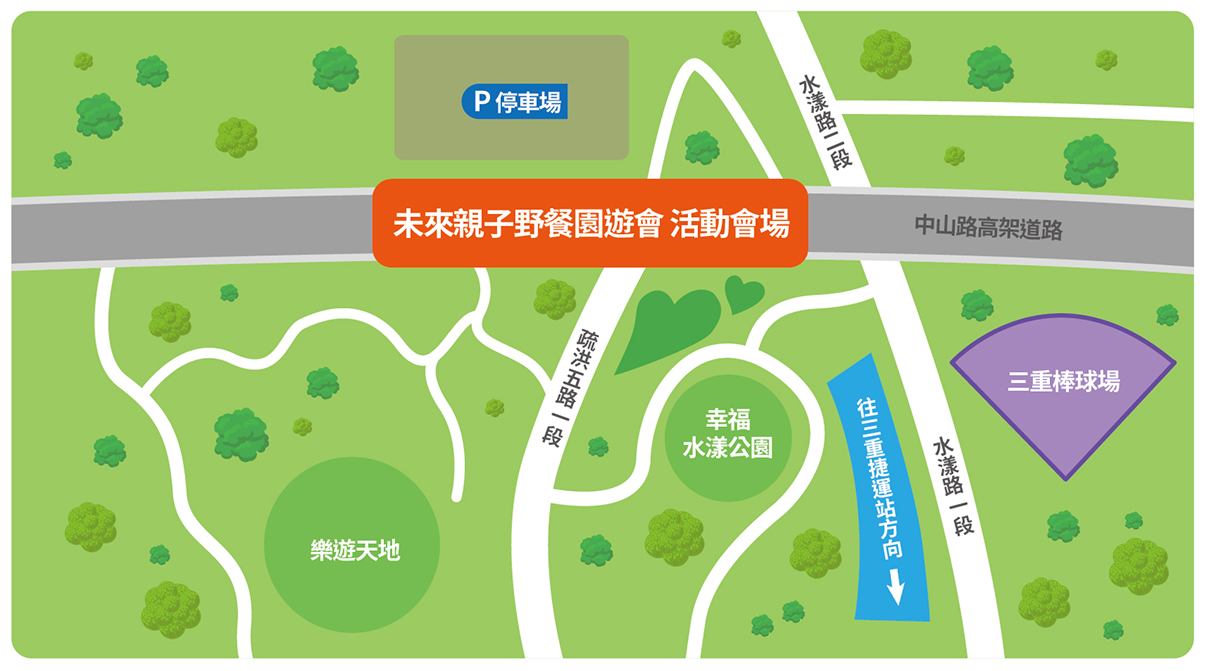 P 停車場
水漾路二段
未來親子野餐園遊會 活動會場
中山路高架道路
疏洪五路一段
三重棒球場
幸福
水漾公園
往三重捷運站方向
水漾路一段
樂遊天地